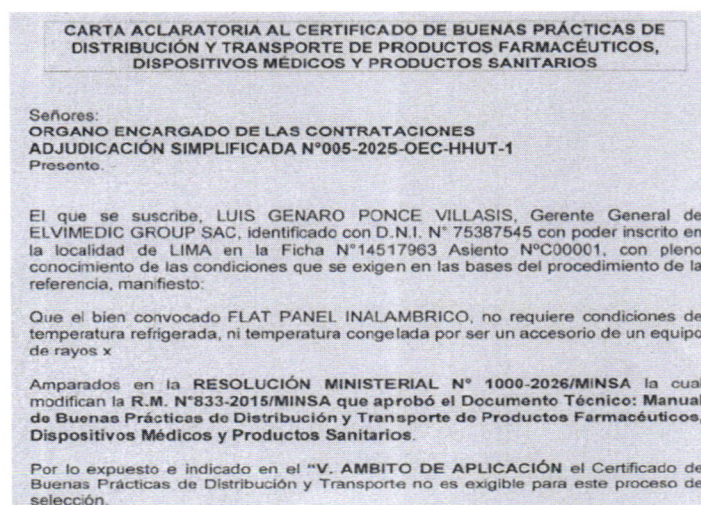 CARTA ACLARATORIA AL CERTIFICADO DE BUENAS PRÁCTICAS DE
DISTRIBUCIÓN Y TRANSPORTE DE PRODUCTOS FARMACÉUTICOS,
DISPOSITIVOS MÉDICOS Y PRODUCTOS SANITARIOS
Señores:
ORGANO ENCARGADO DE LAS CONTRATACIONES
ADJUDICACIÓN SIMPLIFICADA N°005-2025-OEC-HHUT-1
Presente.-
El que se suscribe, LUIS GENARO PONCE VILLASIS, Gerente General de
ELVIMEDIC GROUP SAC, identificado con D.N.I. N° 75387545 con poder inscrito en
la localidad de LIMA en la Ficha N°14517963 Asiento NºC00001, con pleno
conocimiento de las condiciones que se exigen en las bases del procedimiento de la
referencia, manifiesto:
Que el bien convocado FLAT PANEL INALAMBRICO, no requiere condiciones de
temperatura refrigerada, ni temperatura congelada por ser un accesorio de un equipo
de rayos x
Amparados en la RESOLUCIÓN MINISTERIAL N° 1000-2026/MINSA la cual
modifican la R.M. N°833-2015/MINSA que aprobó el Documento Técnico: Manual
de Buenas Prácticas de Distribución y Transporte de Productos Farmacéuticos,
Dispositivos Médicos y Productos Sanitarios.
Por lo expuesto e indicado en el "V. AMBITO DE APLICACIÓN el Certificado de
Buenas Prácticas de Distribución y Transporte no es exigible para este proceso de
selección.